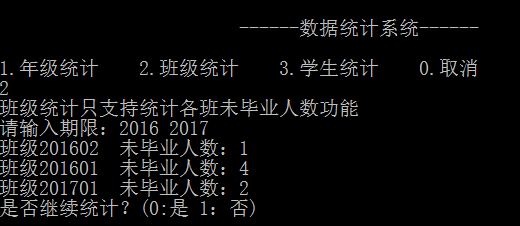 ------数据统计系统------
1.年级统计 2.班级统计 3.学生统计 0.取消
2
班级统计只支持统计各班未毕业人数功能
请输入期限：2016 2017
班级201602 未毕业人数：1
班级201601 未毕业人数：4
班级201701 未毕业人数：2
是否继续统计？(0:是 1：否)